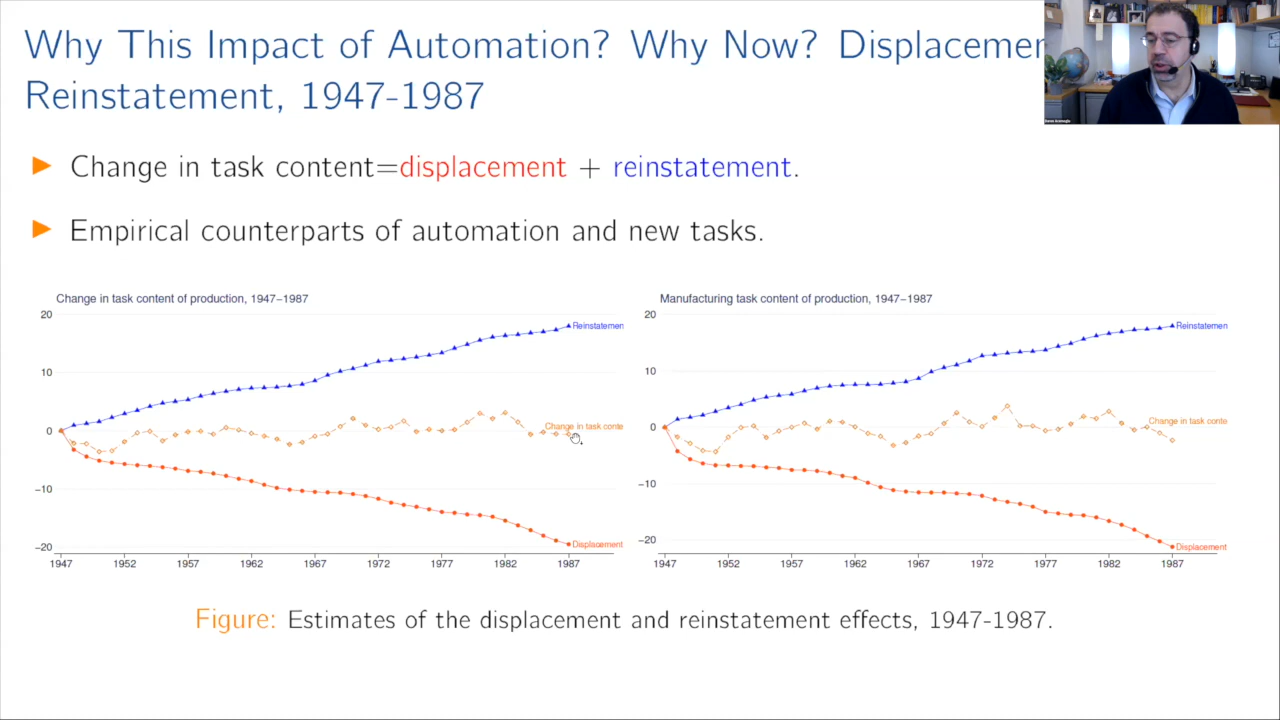 Why This Impact of Automation? Why Now? Displacemen
Reinstatement, 1947-1987
Change in task content=displacement + reinstatement.
Empirical counterparts of automation and new tasks.
Change in task content of production, 1947−1987
20
10
0
−10
−20
Reinstatemen
Change in task conte
Displacement
1947 1952 1957 1962 1967 1972 1977 1982 1987
Manufacturing task content of production, 1947−1987
20
10
0
−10
−20
Reinstatemen
Change in task conte
Displacement
1947 1952 1957 1962 1967 1972 1977 1982 1987
Figure: Estimates of the displacement and reinstatement effects, 1947-1987.